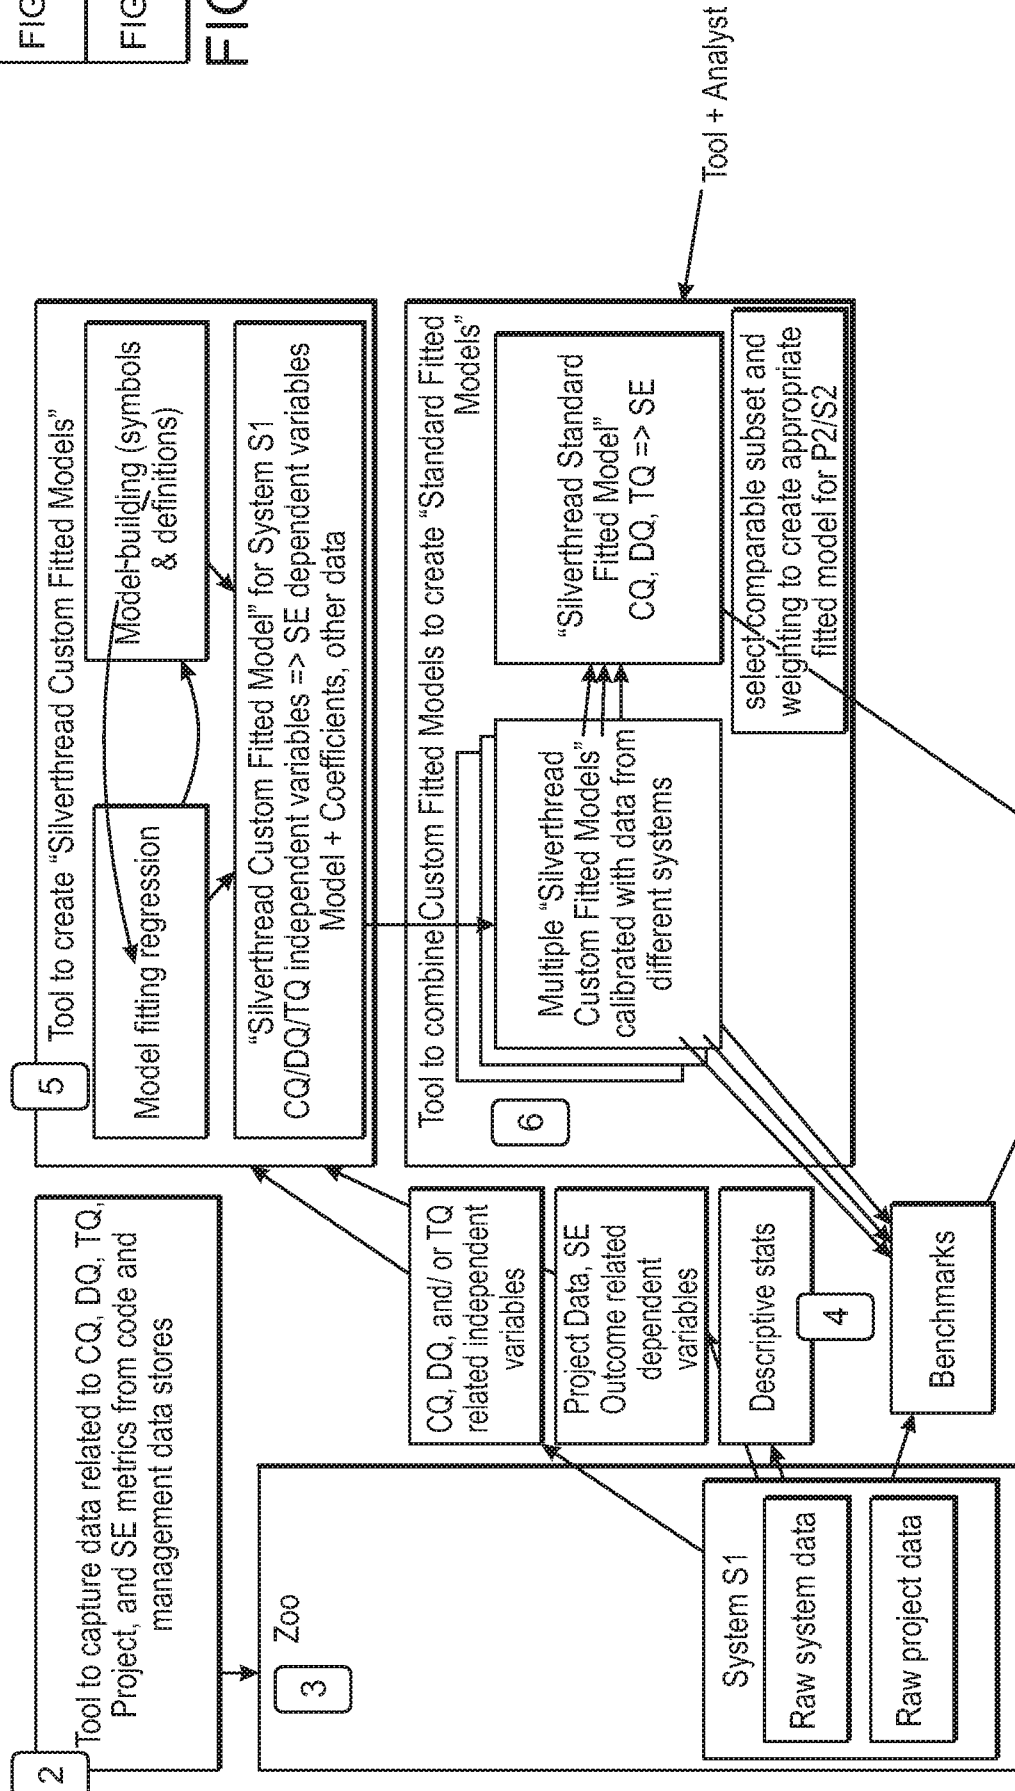 FIG
FIG
FIG
2
Tool to capture data related to CQ, DQ, TQ,
Project, and SE metrics from code and
management data stores
3
Zoo
System S1
Raw system data
Raw project data
CQ, DQ, and/ or TQ
related independent
variables
Project Data, SE
Outcome related
dependent
variables
Descriptive stats
4
Benchmarks
5
Tool to create “Silverthread Custom Fitted Models”
Model fitting regression
Model-building (symbols
& definitions)
“Silverthread Custom Fitted Model” for System S1
CQ/DQ/TQ independent variables => SE dependent variables
Model + Coefficients, other data
Tool to combine Custom Fitted Models to create “Standard Fitted
Models”
6
Multiple “Silverthread
Custom Fitted Models”
calibrated with data from
different systems
“Silverthread Standard
Fitted Model”
CQ, DQ, TQ => SE
select comparable subset and
weighting to create appropriate
fitted model for P2/S2
Tool + Analyst